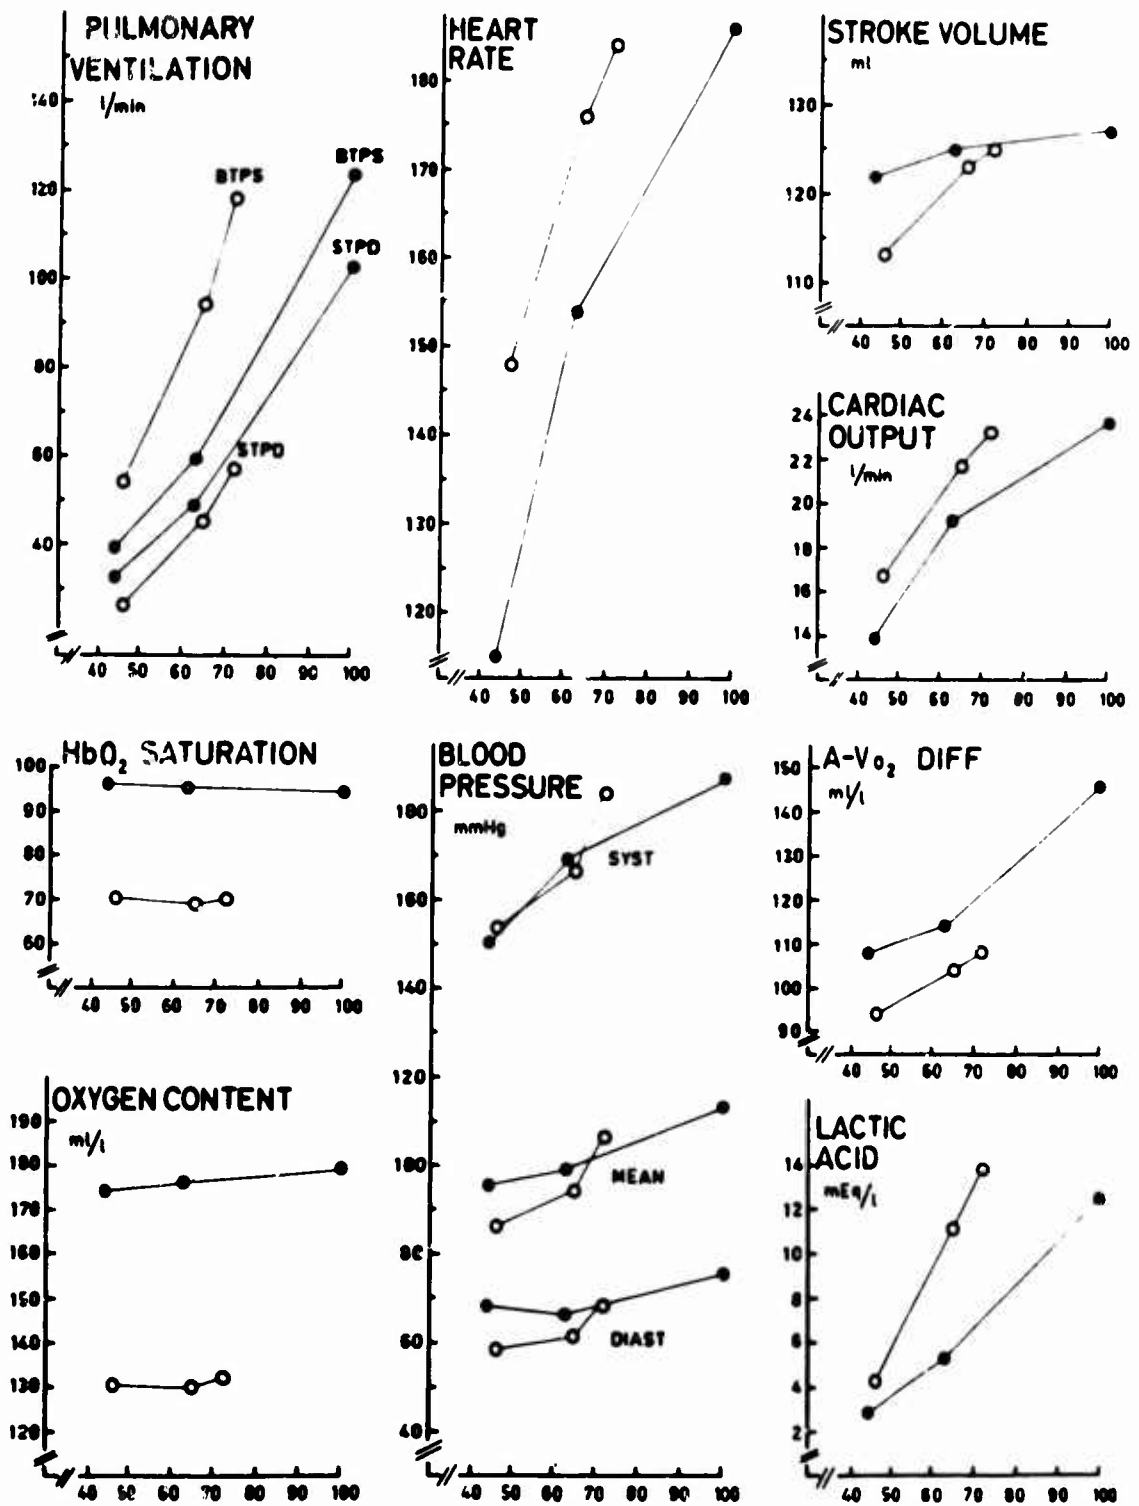 PULMONARY
VENTILATION
l/min
140
120
100
80
60
40
BTPS
BTPS
STPD
STPD
40 50 60 70 80 90 100
HEART
RATE
180
170
160
150
140
130
120
40 50 60 70 80 90 100
STROKE VOLUME
ml
130
120
110
40 50 60 70 80 90 100
CARDIAC
OUTPUT
l/min
24
22
20
18
16
14
40 50 60 70 80 90 100
HbO₂ SATURATION
100
90
80
70
60
40 50 60 70 80 90 100
BLOOD
PRESSURE
mmHg
180
160
140
120
100
80
60
40
SYST
MEAN
DIAST
40 50 60 70 80 90 100
A-VO₂ DIFF
ml/l
150
140
130
120
110
100
90
40 50 60 70 80 90 100
OXYGEN CONTENT
ml/l
190
180
170
160
150
140
130
120
40 50 60 70 80 90 100
LACTIC
ACID
mEq/l
14
12
10
8
6
4
2
40 50 60 70 80 90 100